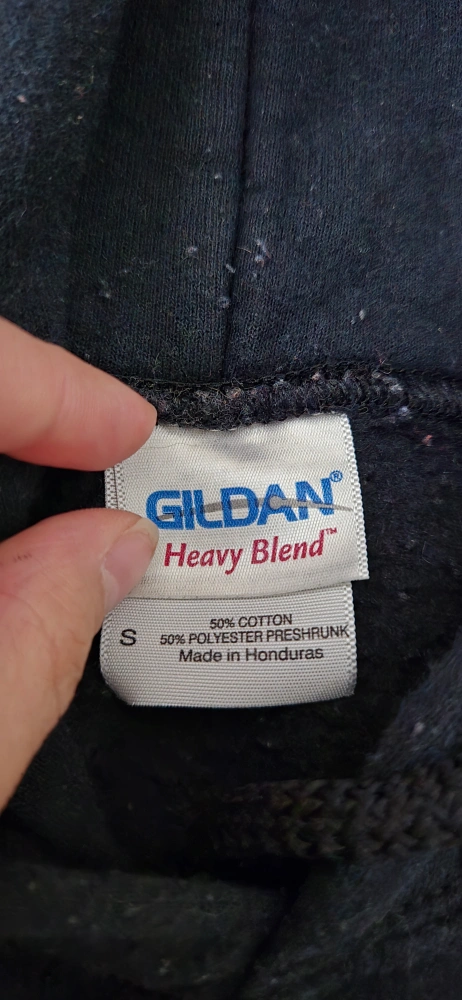 GILDAN®
Heavy Blend™
50% COTTON
S 50% POLYESTER PRESHRUNK
Made in Honduras